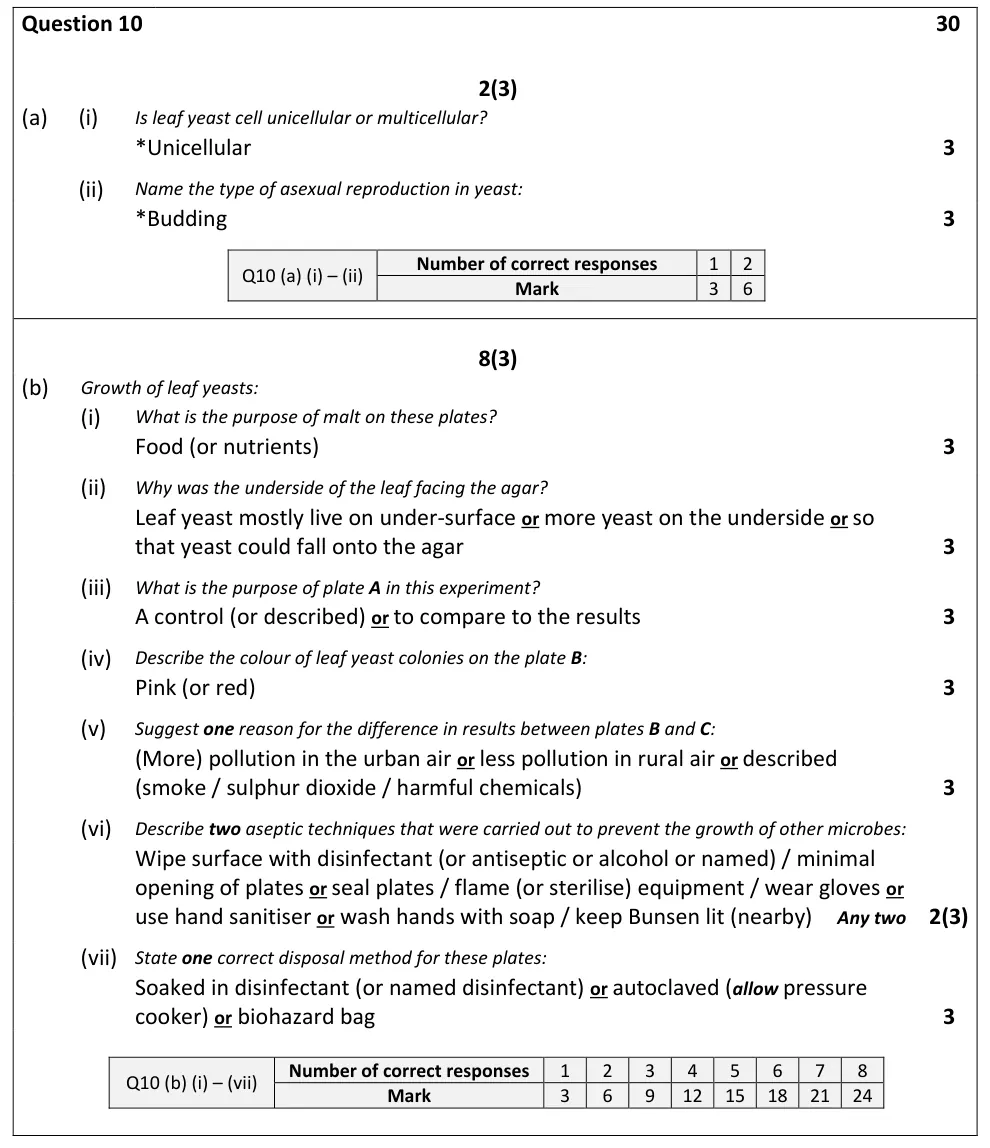 Question 10 30
2(3)
(a) (i) Is leaf yeast cell unicellular or multicellular?
*Unicellular 3
(ii) Name the type of asexual reproduction in yeast:
*Budding 3
Q10 (a) (i) – (ii) Number of correct responses 1 2
Mark 3 6
8(3)
(b) Growth of leaf yeasts:
(i) What is the purpose of malt on these plates?
Food (or nutrients) 3
(ii) Why was the underside of the leaf facing the agar?
Leaf yeast mostly live on under-surface or more yeast on the underside or so
that yeast could fall onto the agar 3
(iii) What is the purpose of plate A in this experiment?
A control (or described) or to compare to the results 3
(iv) Describe the colour of leaf yeast colonies on the plate B:
Pink (or red) 3
(v) Suggest one reason for the difference in results between plates B and C:
(More) pollution in the urban air or less pollution in rural air or described
(smoke / sulphur dioxide / harmful chemicals) 3
(vi) Describe two aseptic techniques that were carried out to prevent the growth of other microbes:
Wipe surface with disinfectant (or antiseptic or alcohol or named) / minimal
opening of plates or seal plates / flame (or sterilise) equipment / wear gloves or
use hand sanitiser or wash hands with soap / keep Bunsen lit (nearby) Any two 2(3)
(vii) State one correct disposal method for these plates:
Soaked in disinfectant (or named disinfectant) or autoclaved (allow pressure
cooker) or biohazard bag 3
Q10 (b) (i) – (vii) Number of correct responses 1 2 3 4 5 6 7 8
Mark 3 6 9 12 15 18 21 24